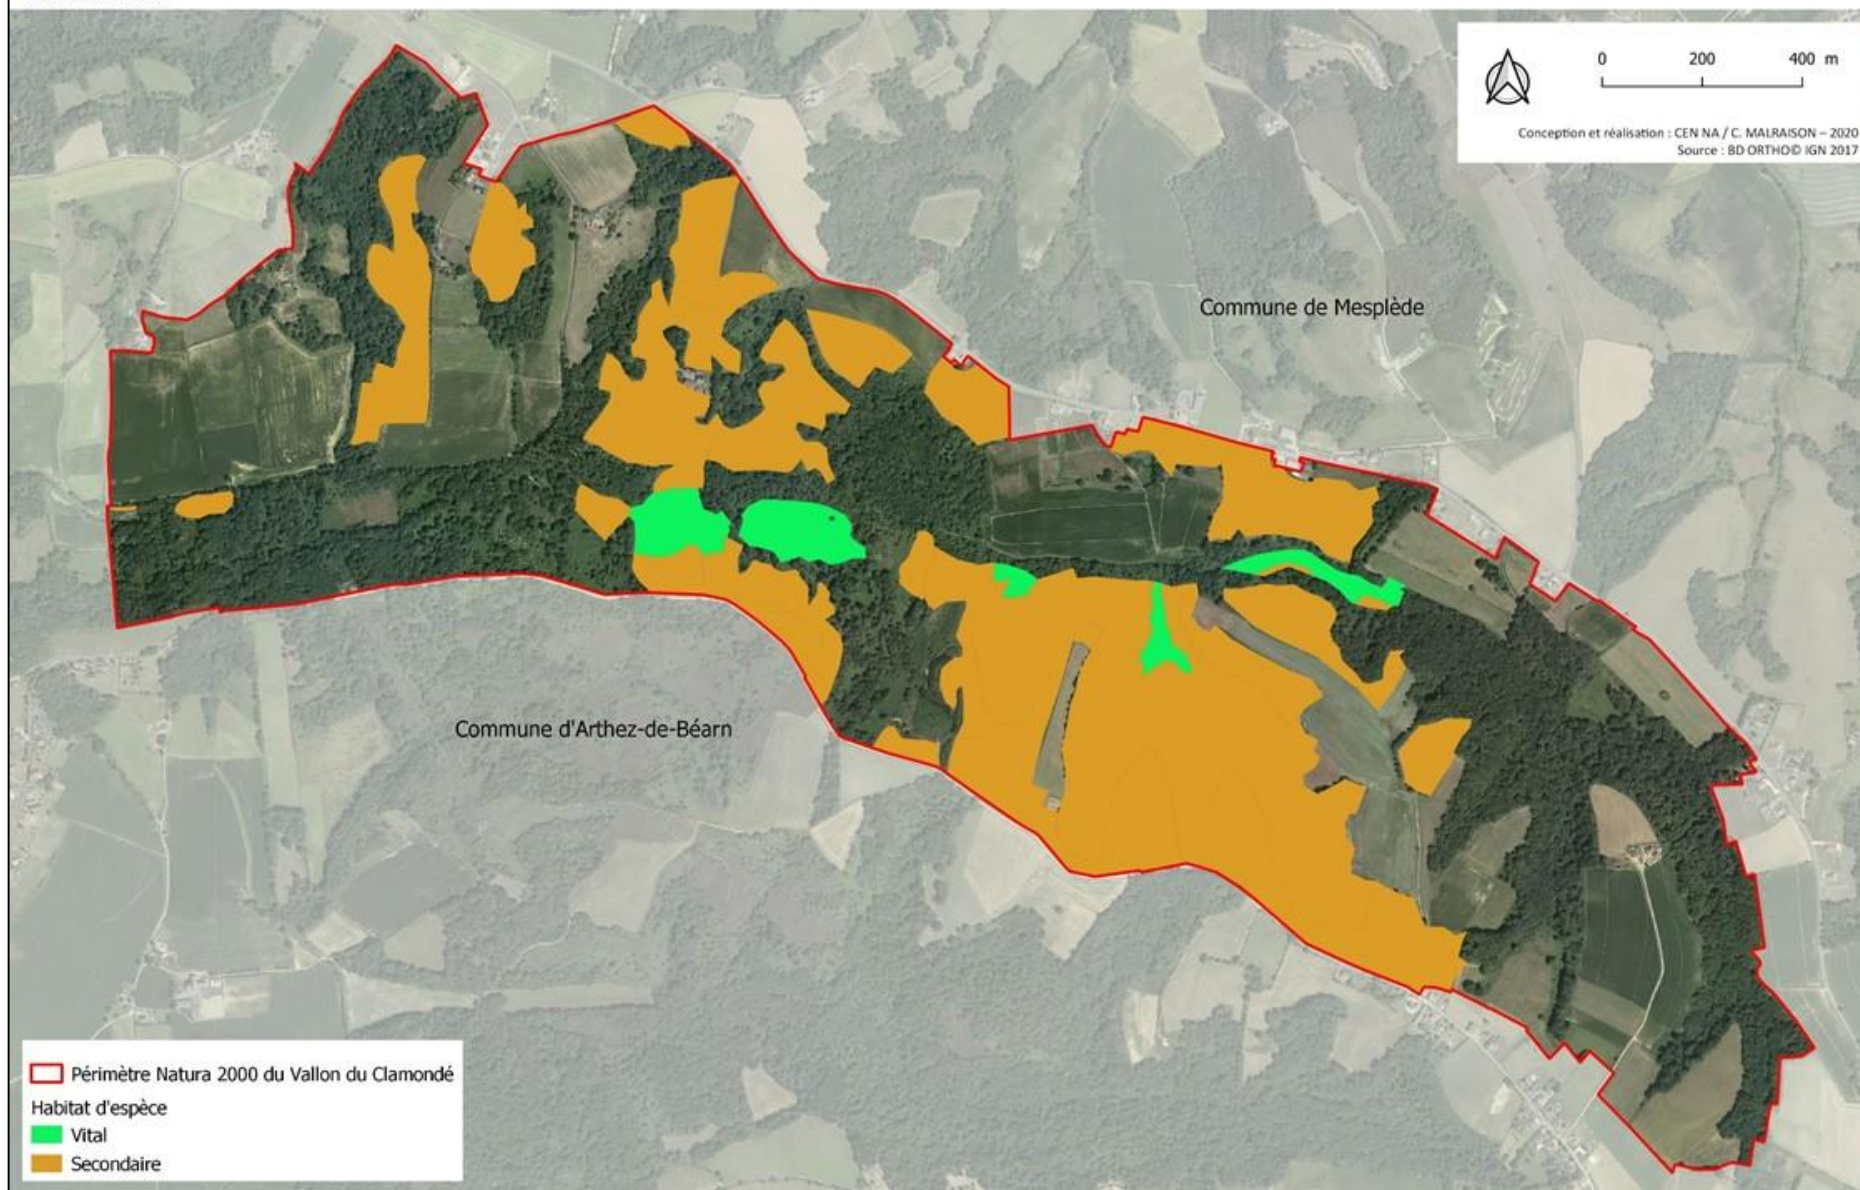 0 200 400 m
Conception et réalisation : CEN NA / C. MALRAISON – 2020
Source : BD ORTHO© IGN 2017
Commune de Mesplède
Commune d'Arthez-de-Béarn
Périmètre Natura 2000 du Vallon du Clamondé
Habitat d'espèce
Vital
Secondaire